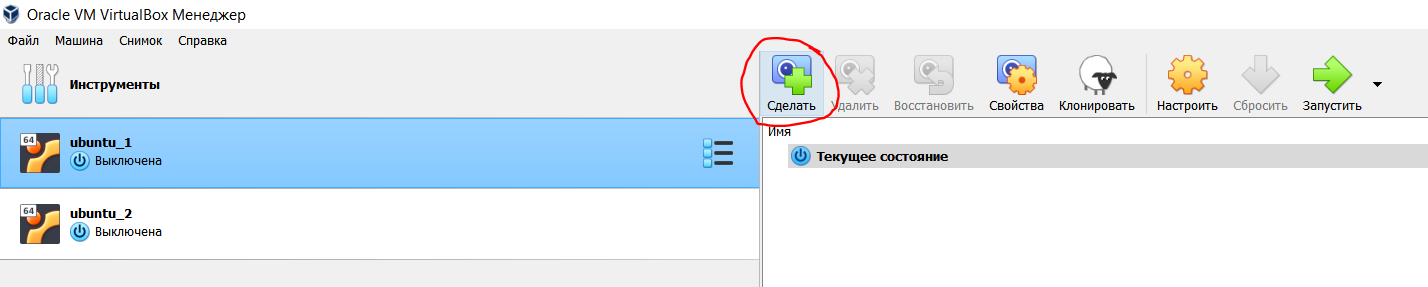 Oracle VM VirtualBox Менеджер
Файл Машина Снимок Справка
Инструменты
Сделать Удалить Восстановить Свойства Клонировать Настроить Сбросить Запустить
64
ubuntu_1
Выключена
64
ubuntu_2
Выключена
Имя
Текущее состояние